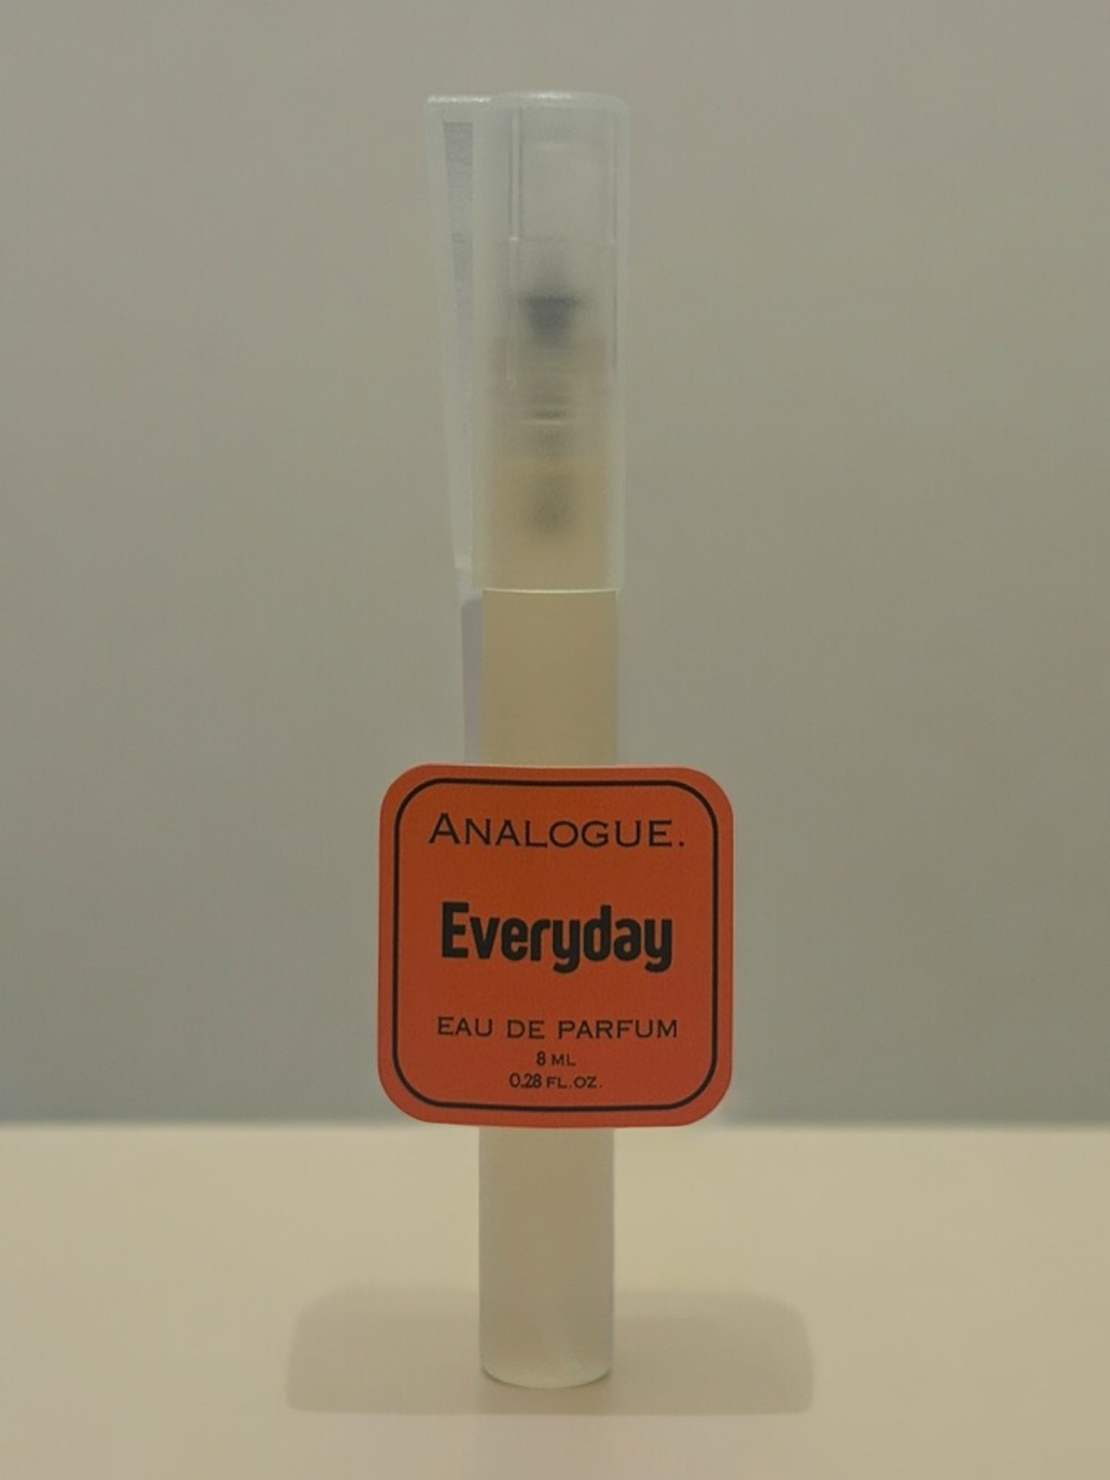 ANALOGUE.
Everyday
EAU DE PARFUM
8 ML
0.28 FL.OZ.